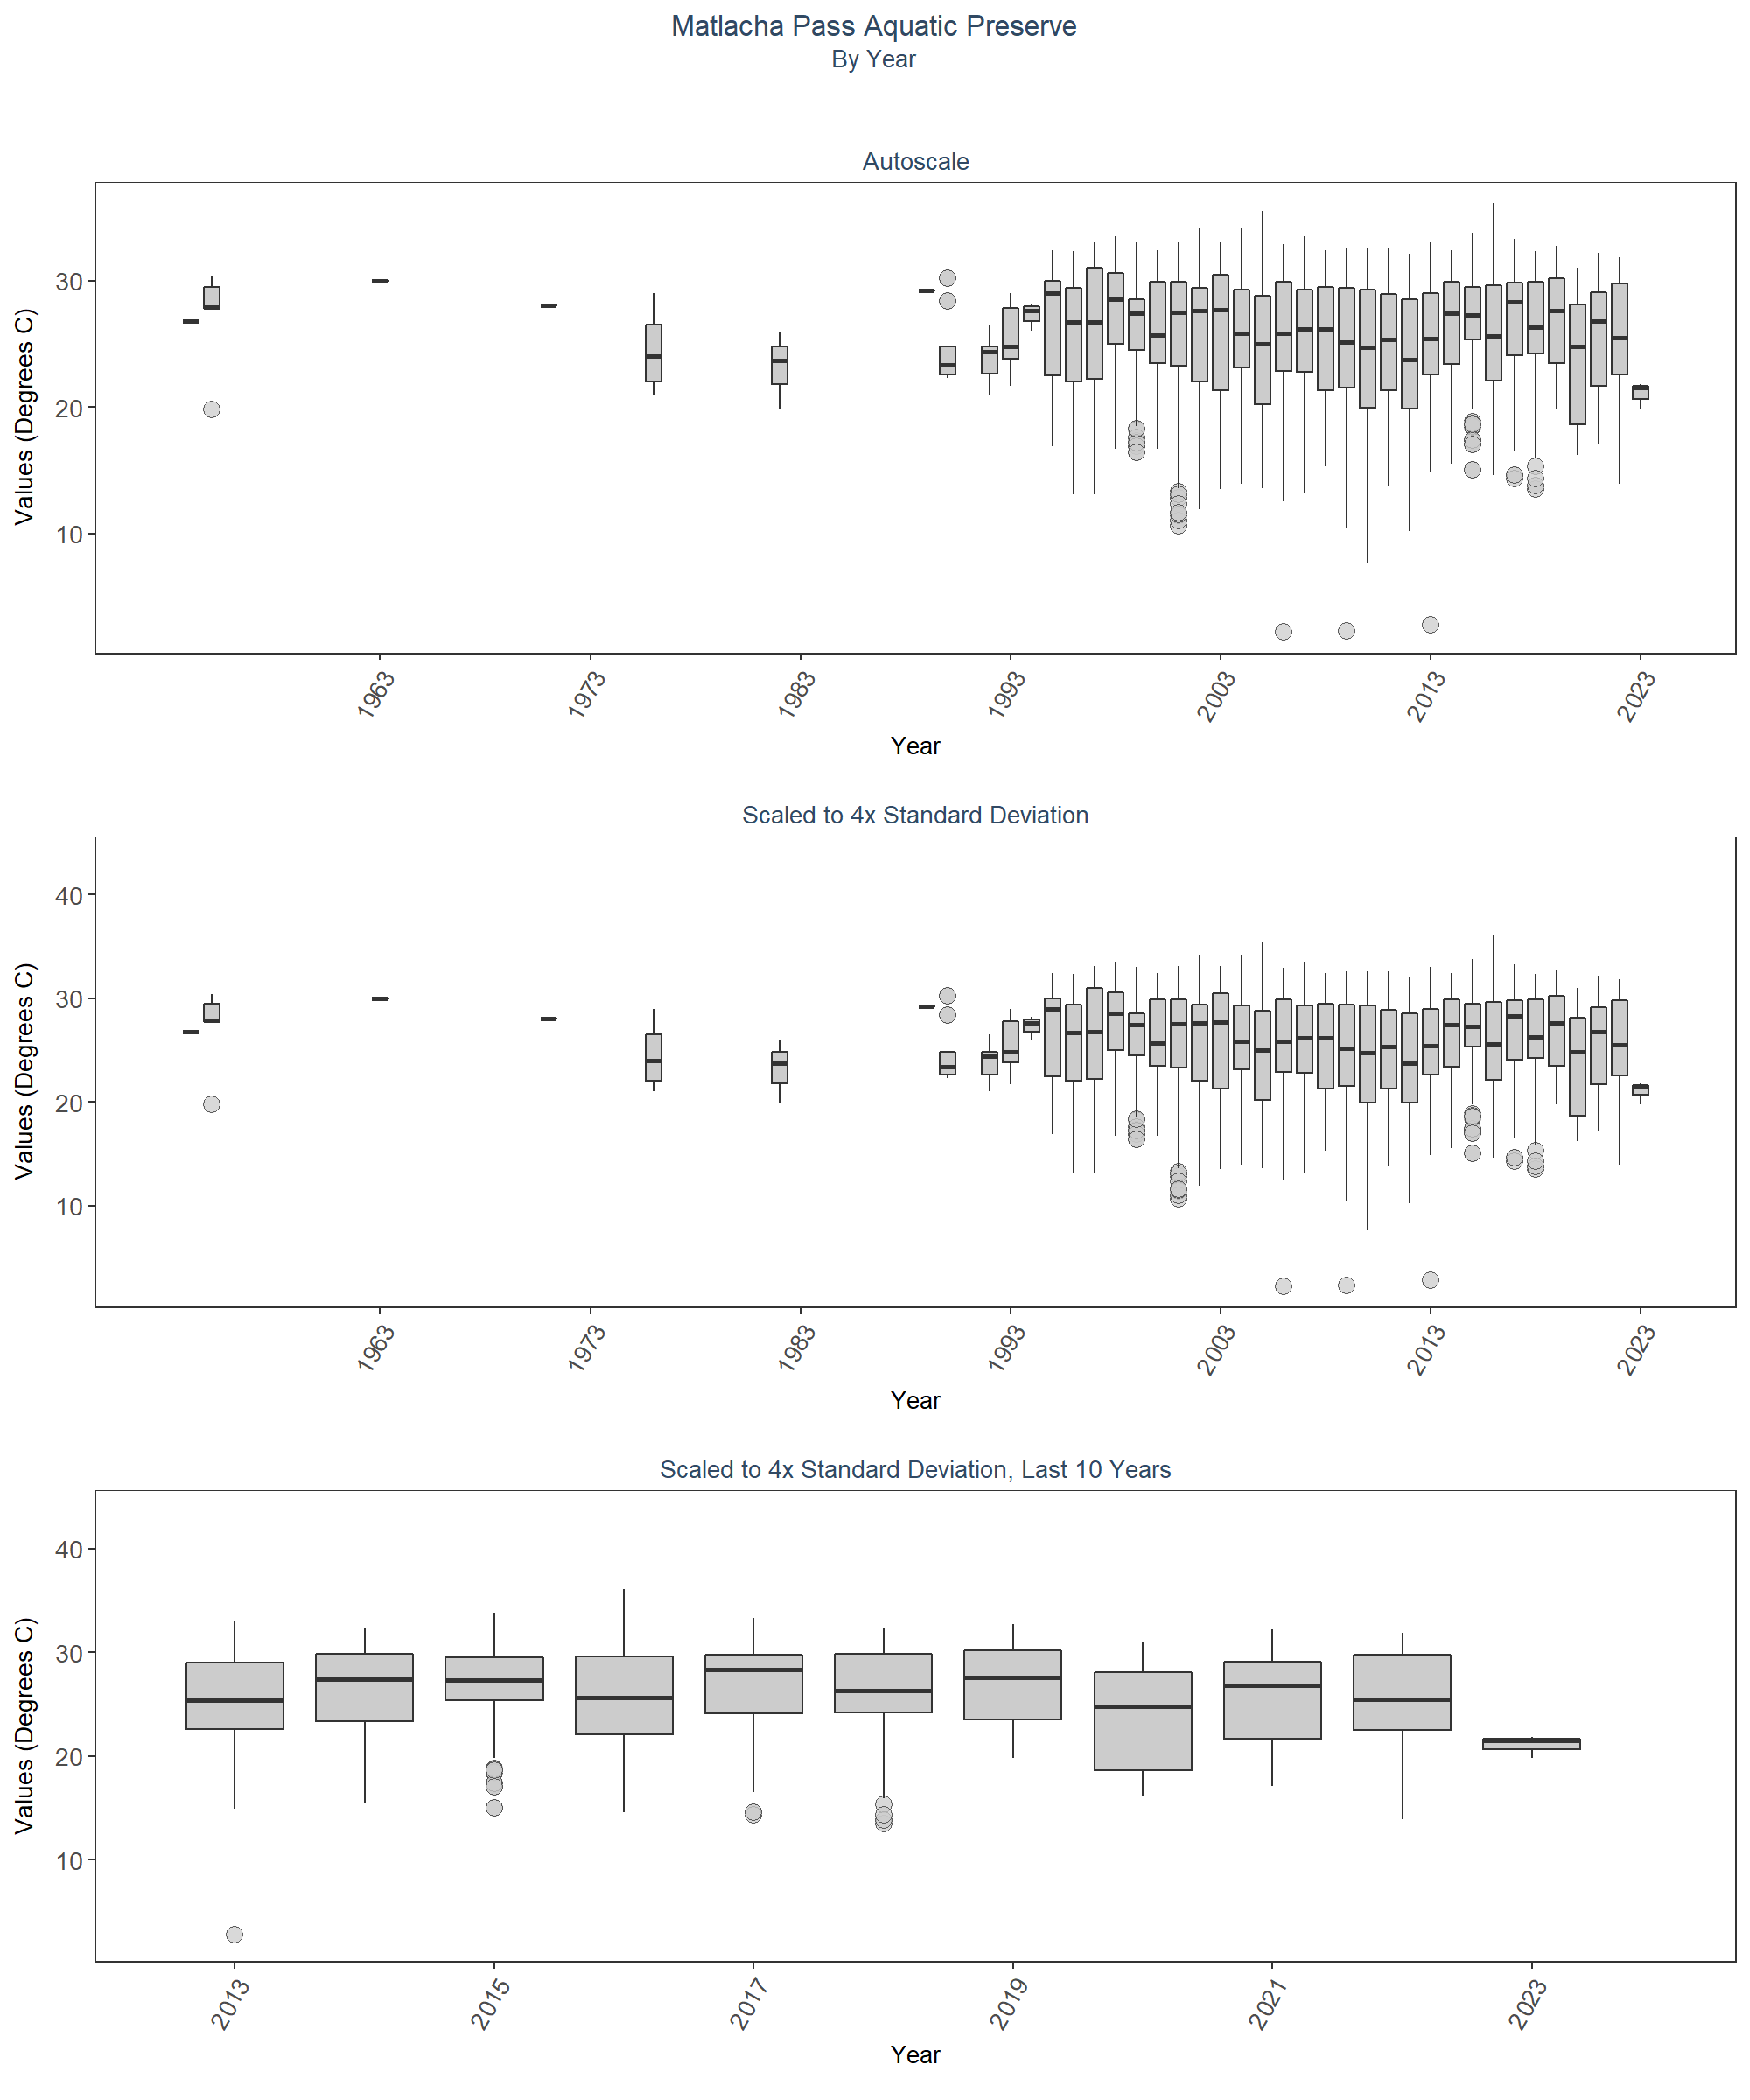 Matlacha Pass Aquatic Preserve
By Year
Autoscale
Values (Degrees C)
30
20
10
1963
1973
1983
1993
2003
2013
2023
Year
Scaled to 4x Standard Deviation
Values (Degrees C)
40
30
20
10
1963
1973
1983
1993
2003
2013
2023
Year
Scaled to 4x Standard Deviation, Last 10 Years
Values (Degrees C)
40
30
20
10
2013
2015
2017
2019
2021
2023
Year